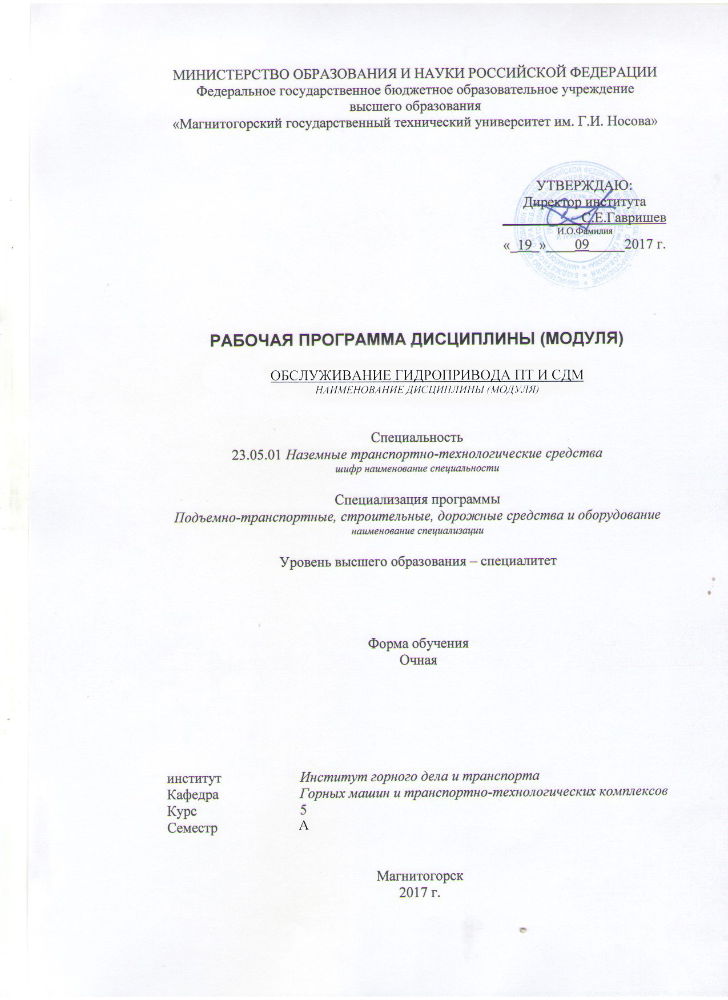 МИНИСТЕРСТВО ОБРАЗОВАНИЯ И НАУКИ РОССИЙСКОЙ ФЕДЕРАЦИИ
Федеральное государственное бюджетное образовательное учреждение
высшего образования
«Магнитогорский государственный технический университет им. Г.И. Носова»
УТВЕРЖДАЮ:
Директор института
С.Е.Гавришев
И.О.Фамилия
«_19_»____09_____2017 г.
РАБОЧАЯ ПРОГРАММА ДИСЦИПЛИНЫ (МОДУЛЯ)
ОБСЛУЖИВАНИЕ ГИДРОПРИВОДА ПТ И СДМ
НАИМЕНОВАНИЕ ДИСЦИПЛИНЫ (МОДУЛЯ)
Специальность
23.05.01 Наземные транспортно-технологические средства
шифр наименование специальности
Специализация программы
Подъемно-транспортные, строительные, дорожные средства и оборудование
наименование специализации
Уровень высшего образования – специалитет
Форма обучения
Очная
институт Институт горного дела и транспорта
Кафедра Горных машин и транспортно-технологических комплексов
Курс 5
Семестр А
Магнитогорск
2017 г.